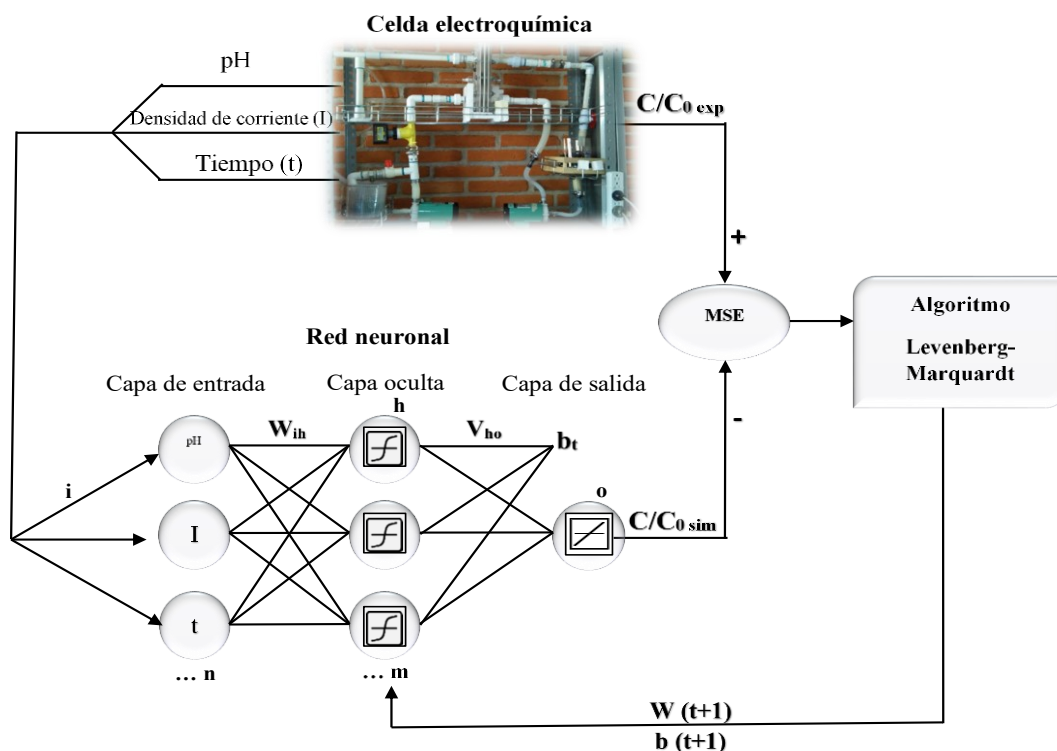 Celda electroquímica
pH
Densidad de corriente (I)
Tiempo (t)
C/C₀ exp
+
MSE
Algoritmo
Levenberg-
Marquardt
Red neuronal
Capa de entrada
Capa oculta
Capa de salida
h
pH
Wih
Vho
bt
-
i
o
I
C/C₀ sim
t
… n
… m
W (t+1)
b (t+1)